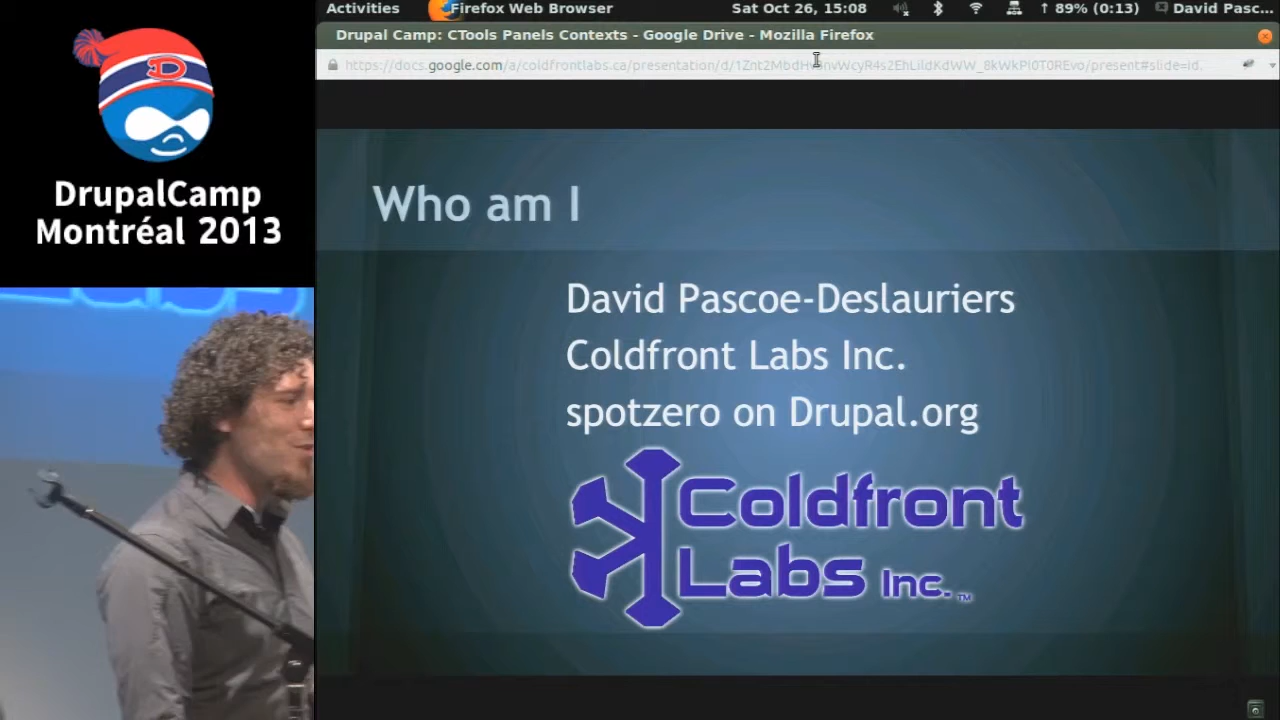 Activities
Firefox Web Browser
Sat Oct 26, 15:08
89% (0:13)
David Pasc...
Drupal Camp: CTools Panels Contexts - Google Drive - Mozilla Firefox
DrupalCamp
Montréal 2013
Who am I
David Pascoe-Deslauriers
Coldfront Labs Inc.
spotzero on Drupal.org
Coldfront
Labs Inc.™